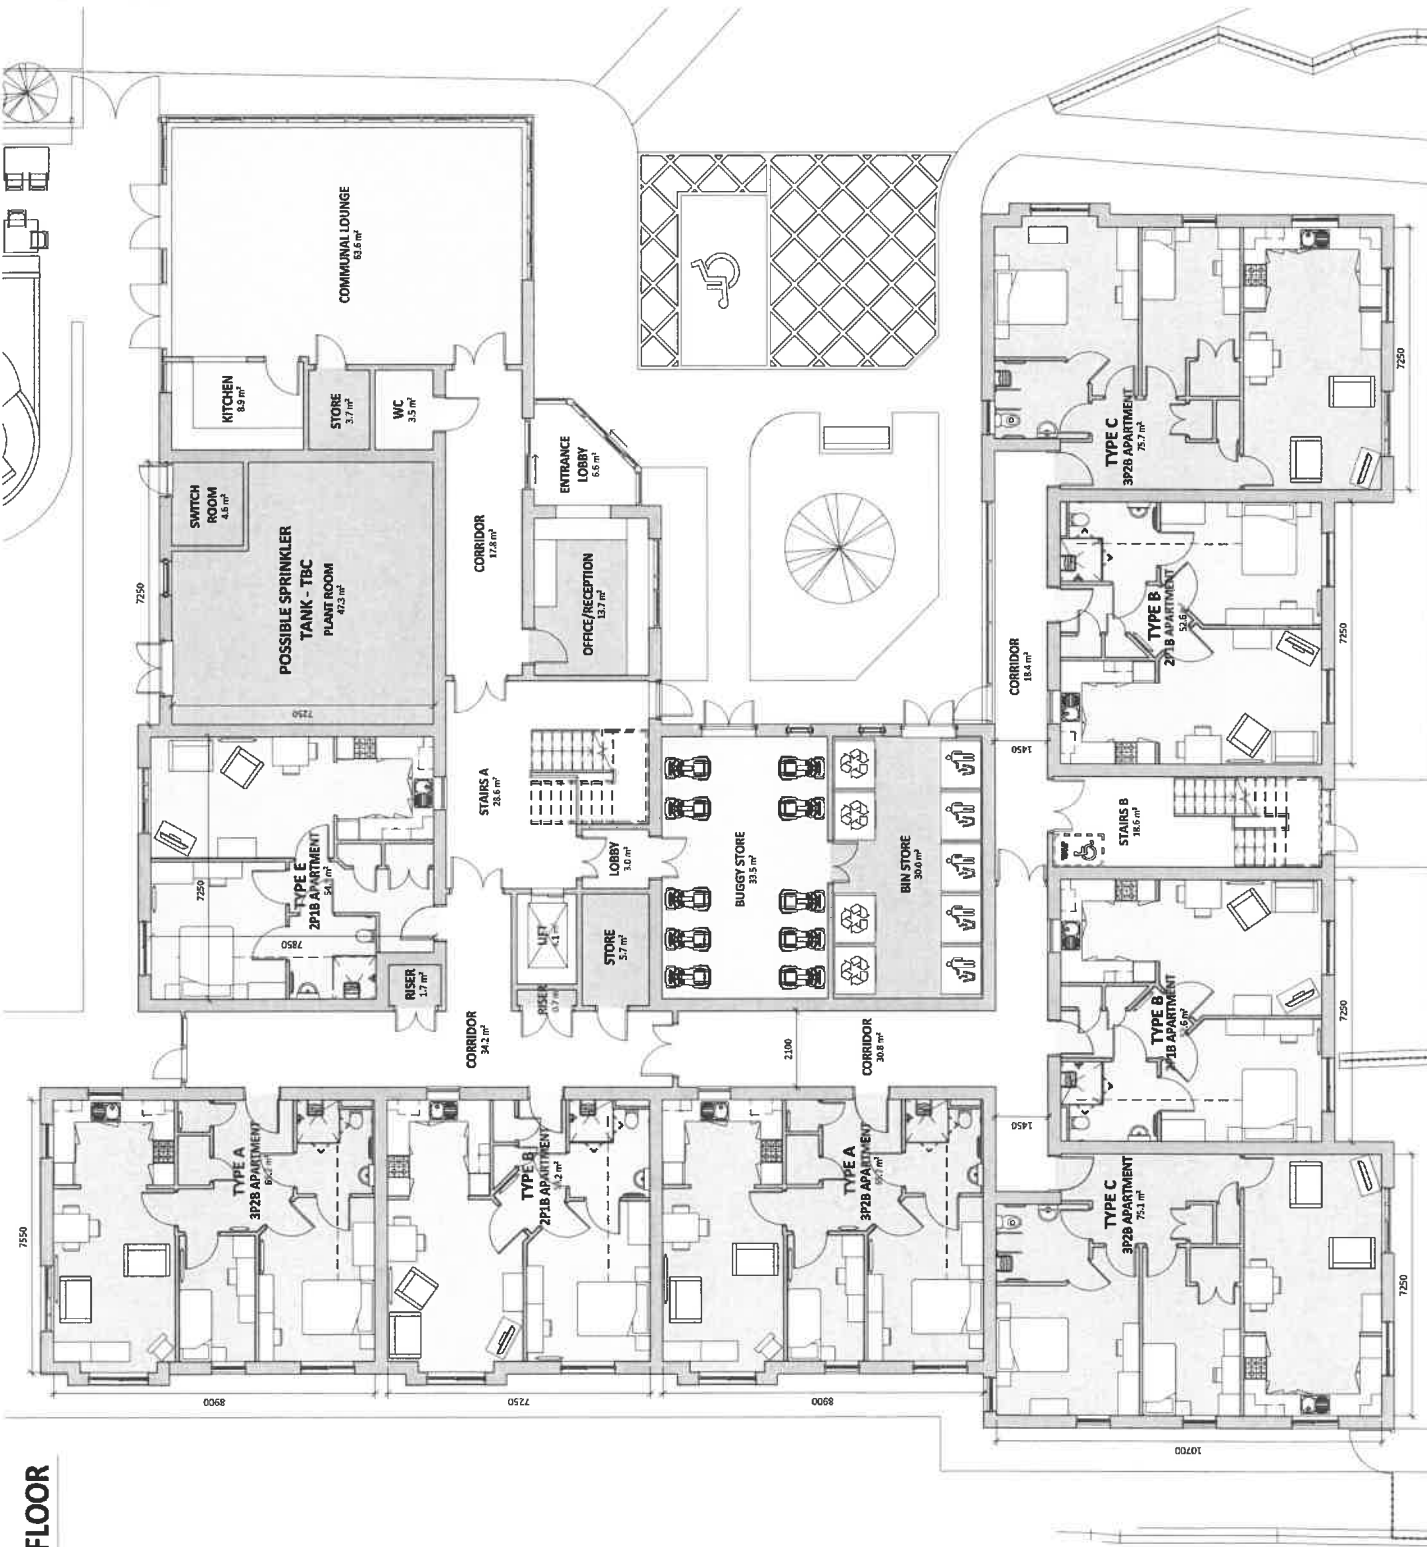 COMMUNAL LOUNGE
63.6 m²
KITCHEN
8.9 m²
STORE
3.7 m²
WC
3.5 m²
SWITCH
ROOM
4.6 m²
POSSIBLE SPRINKLER
TANK - TBC
PLANT ROOM
47.3 m²
7250
7250
CORRIDOR
17.8 m²
ENTRANCE
LOBBY
6.6 m²
OFFICE/RECEPTION
13.7 m²
TYPE C
3P2B APARTMENT
75.7 m²
7250
TYPE B
2P1B APARTMENT
7250
CORRIDOR
18.4 m²
1450
STAIRS A
28.6 m²
TYPE E
2P1B APARTMENT
7250
7850
LOBBY
3.0 m²
BUGGY STORE
33.5 m²
BIN STORE
30.0 m²
STAIRS B
18.6 m²
LIFT
STORE
5.7 m²
RISER
1.7 m²
RISER
0.7 m²
CORRIDOR
34.2 m²
CORRIDOR
30.8 m²
2100
TYPE B
APARTMENT
7250
1450
TYPE A
3P2B APARTMENT
7550
8900
TYPE B
2P1B APARTMENT
7250
TYPE A
3P2B APARTMENT
8900
TYPE C
3P2B APARTMENT
75.1 m²
7250
10700
FLOOR